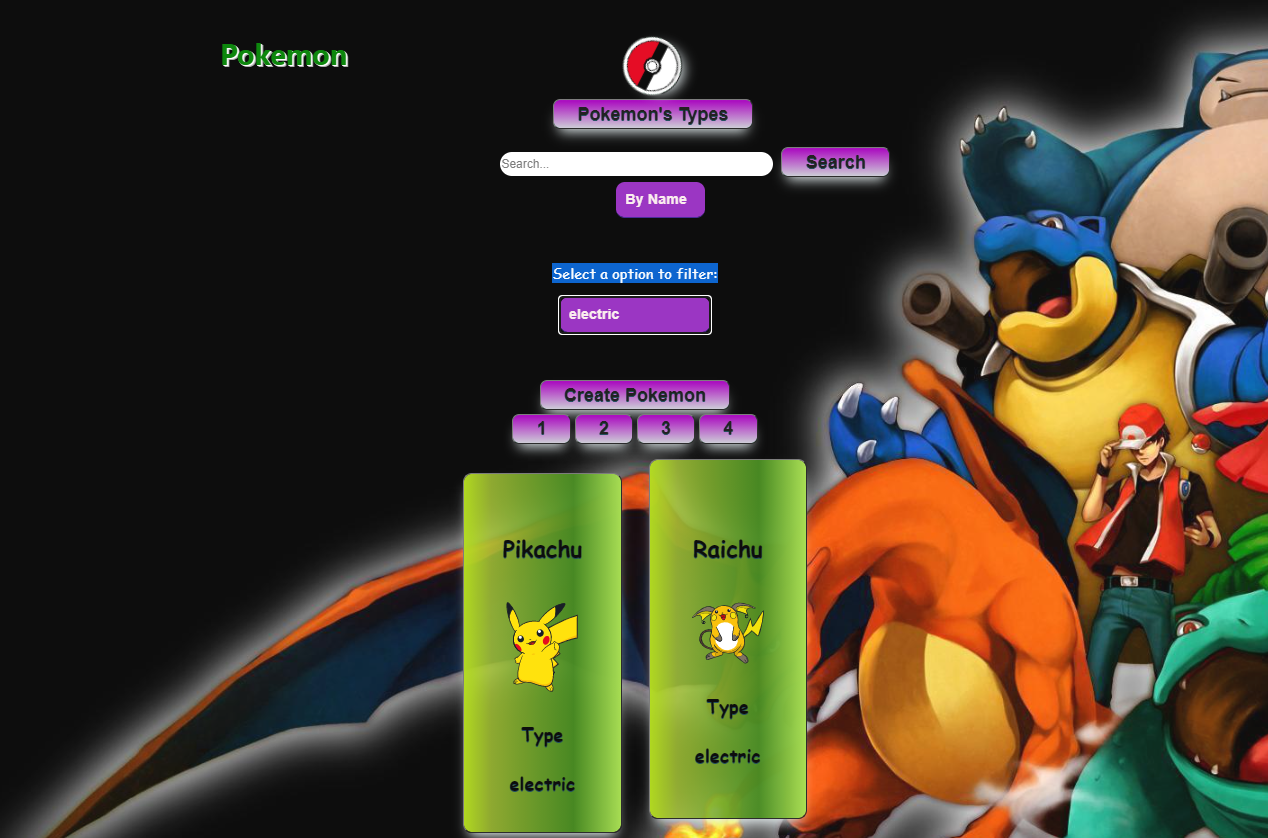 Pokemon
Pokemon's Types
Search...
Search
By Name
Select a option to filter:
electric
Create Pokemon
1 2 3 4
Pikachu
Type
electric
Raichu
Type
electric